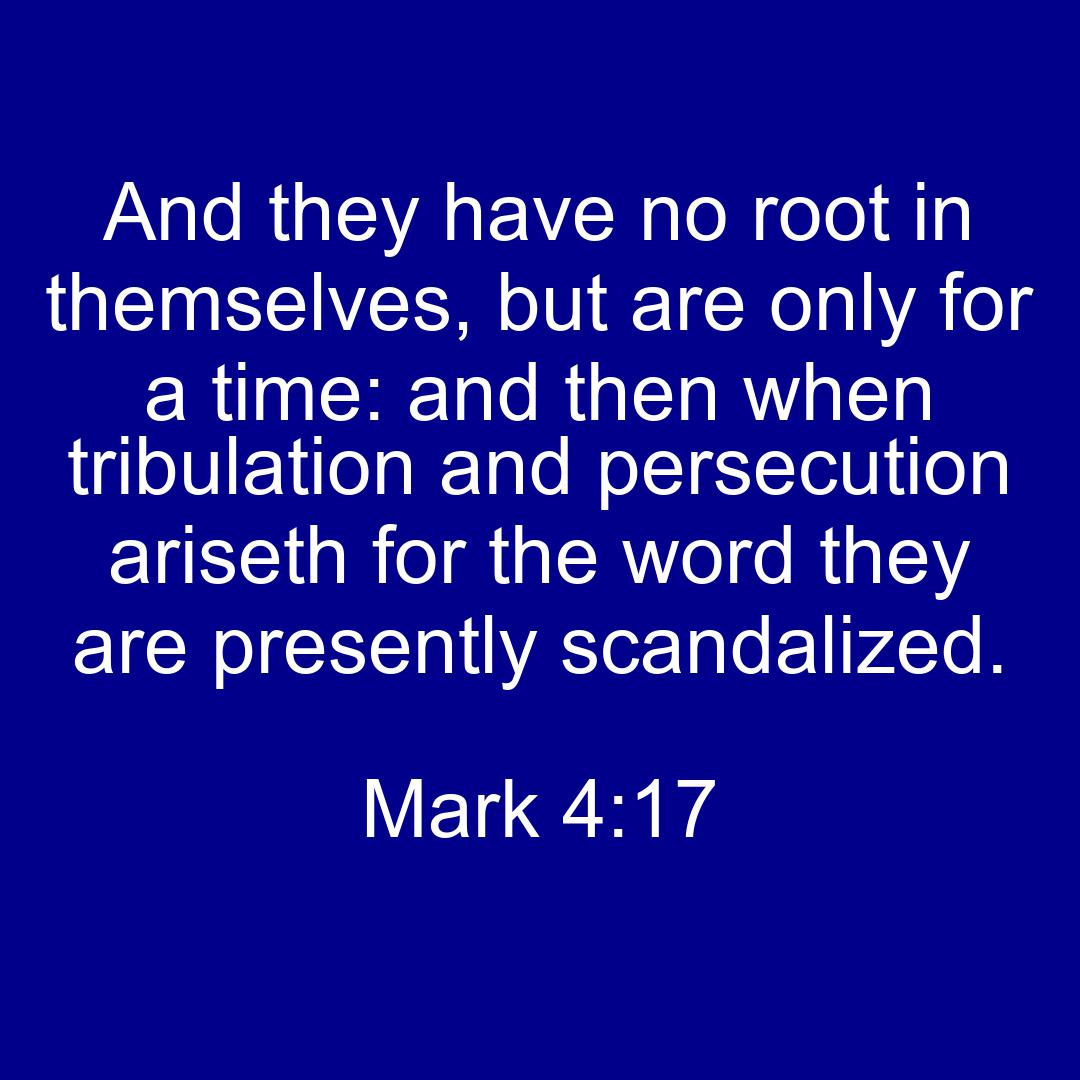 And they have no root in
themselves, but are only for
a time: and then when
tribulation and persecution
ariseth for the word they
are presently scandalized.
Mark 4:17